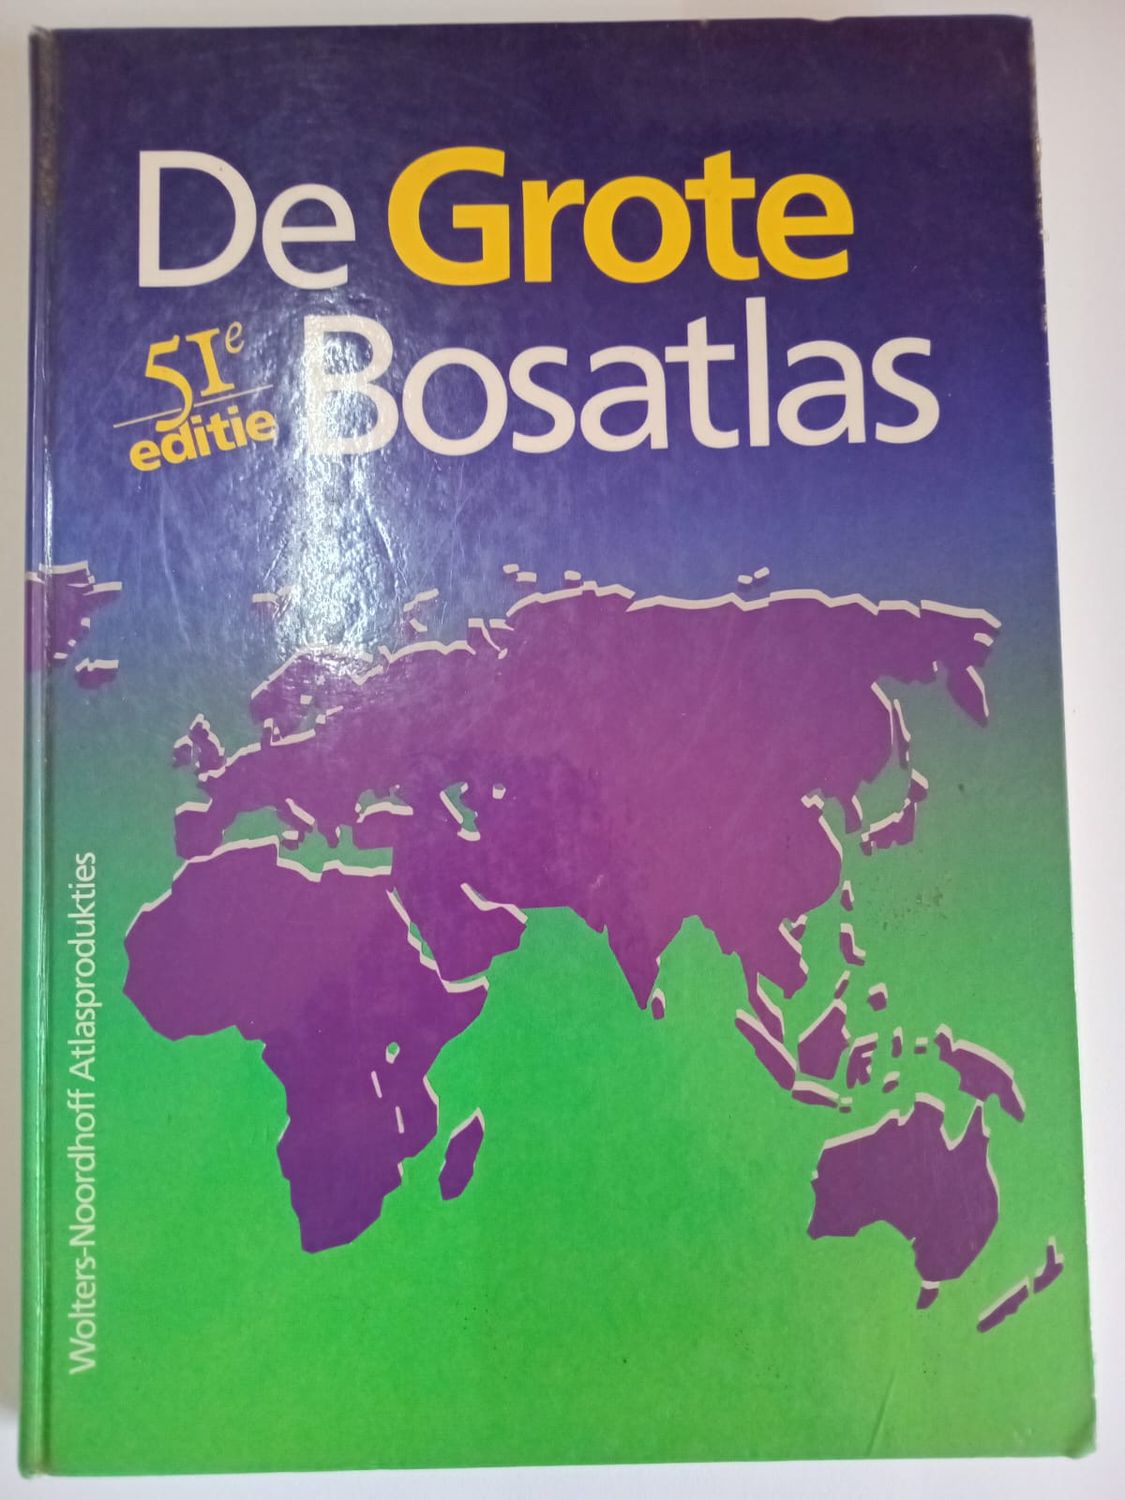 De Grote
51e
editie
Bosatlas
Wolters-Noordhoff Atlasprodukties